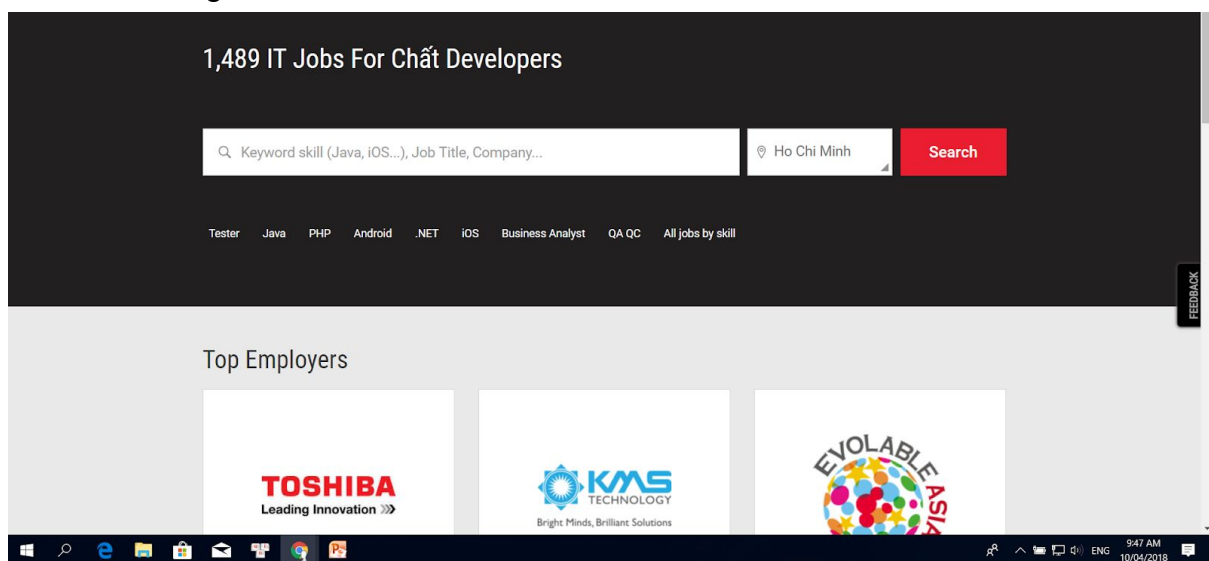 1,489 IT Jobs For Chất Developers
Keyword skill (Java, iOS...), Job Title, Company...
Ho Chi Minh
Search
Tester Java PHP Android .NET iOS Business Analyst QA QC All jobs by skill
FEEDBACK
Top Employers
TOSHIBA
Leading Innovation
KMS
TECHNOLOGY
Bright Minds, Brilliant Solutions
EVOLABLE ASIA
ENG
9:47 AM
10/04/2018